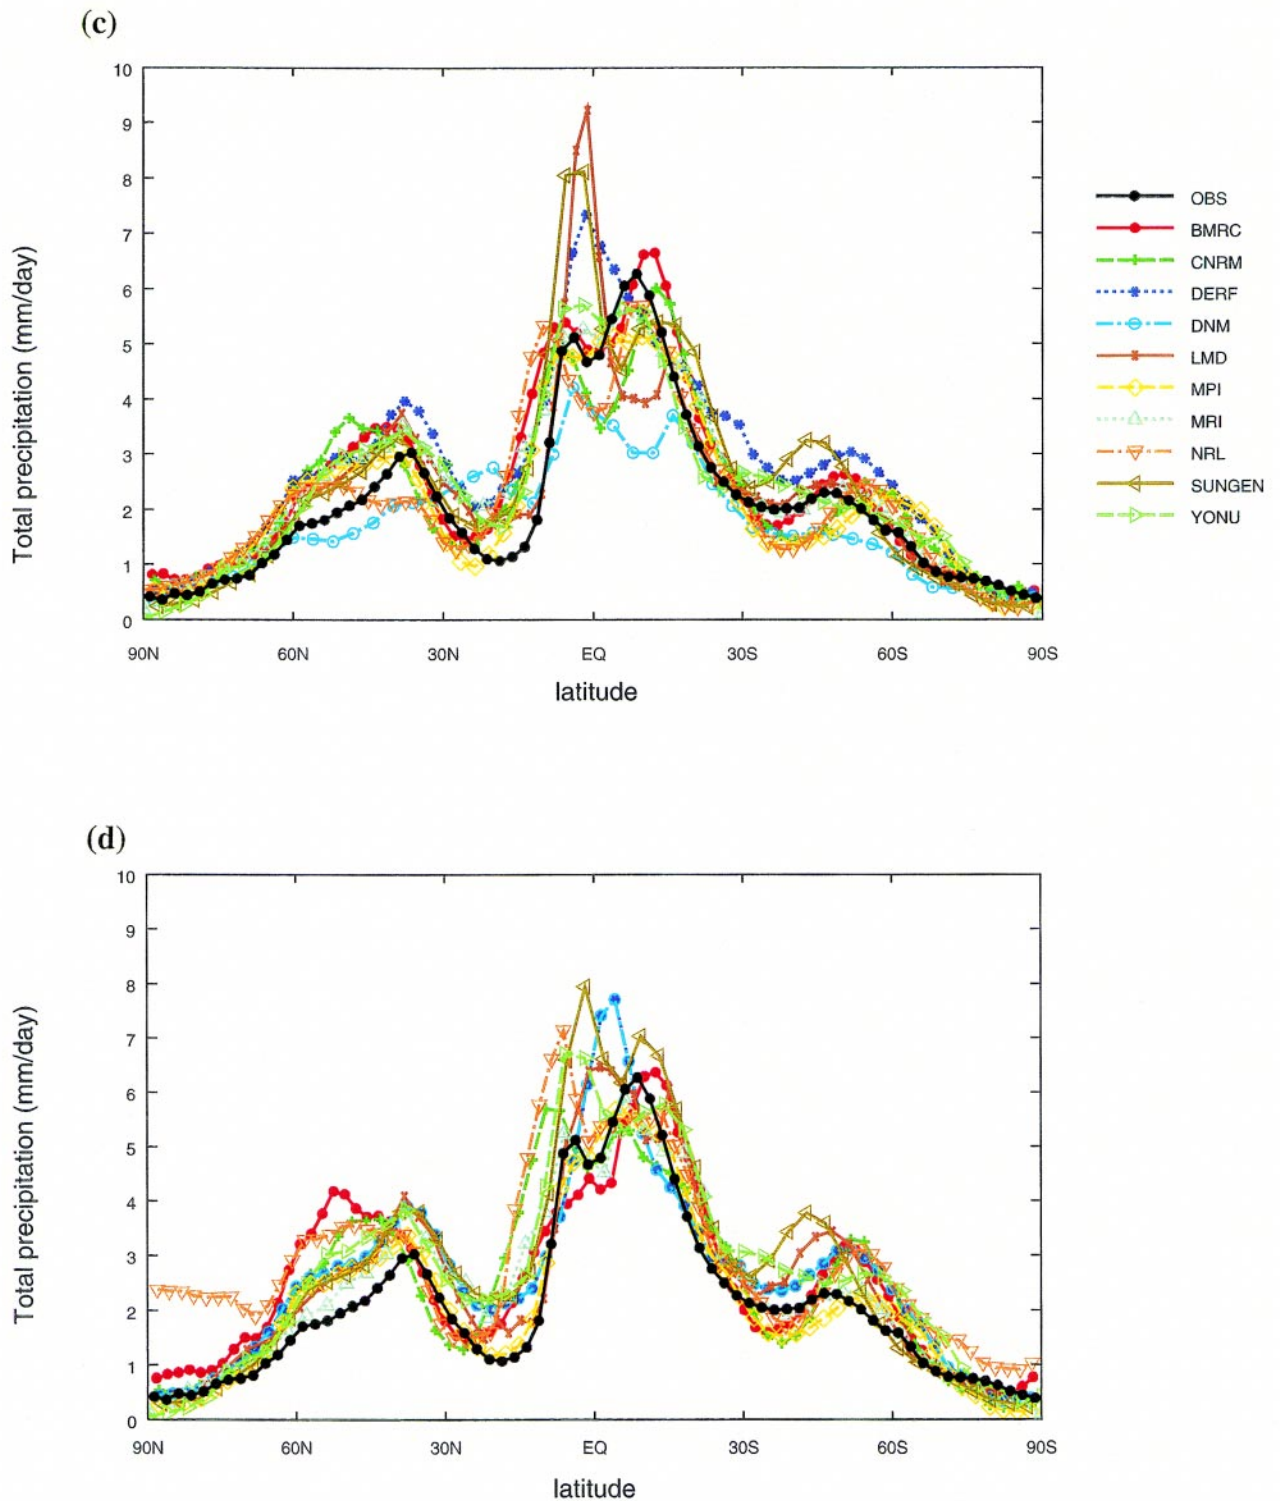 (c)
10
9
8
7
6
5
4
3
2
1
0
Total precipitation (mm/day)
90N 60N 30N EQ 30S 60S 90S
latitude
OBS
BMRC
CNRM
DERF
DNM
LMD
MPI
MRI
NRL
SUNGEN
YONU
(d)
10
9
8
7
6
5
4
3
2
1
0
Total precipitation (mm/day)
90N 60N 30N EQ 30S 60S 90S
latitude